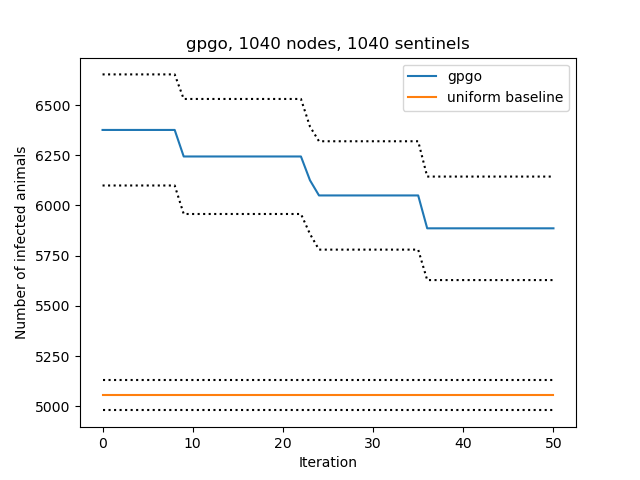 gpgo, 1040 nodes, 1040 sentinels
gpgo
uniform baseline
Number of infected animals
6500
6250
6000
5750
5500
5250
5000
0 10 20 30 40 50
Iteration